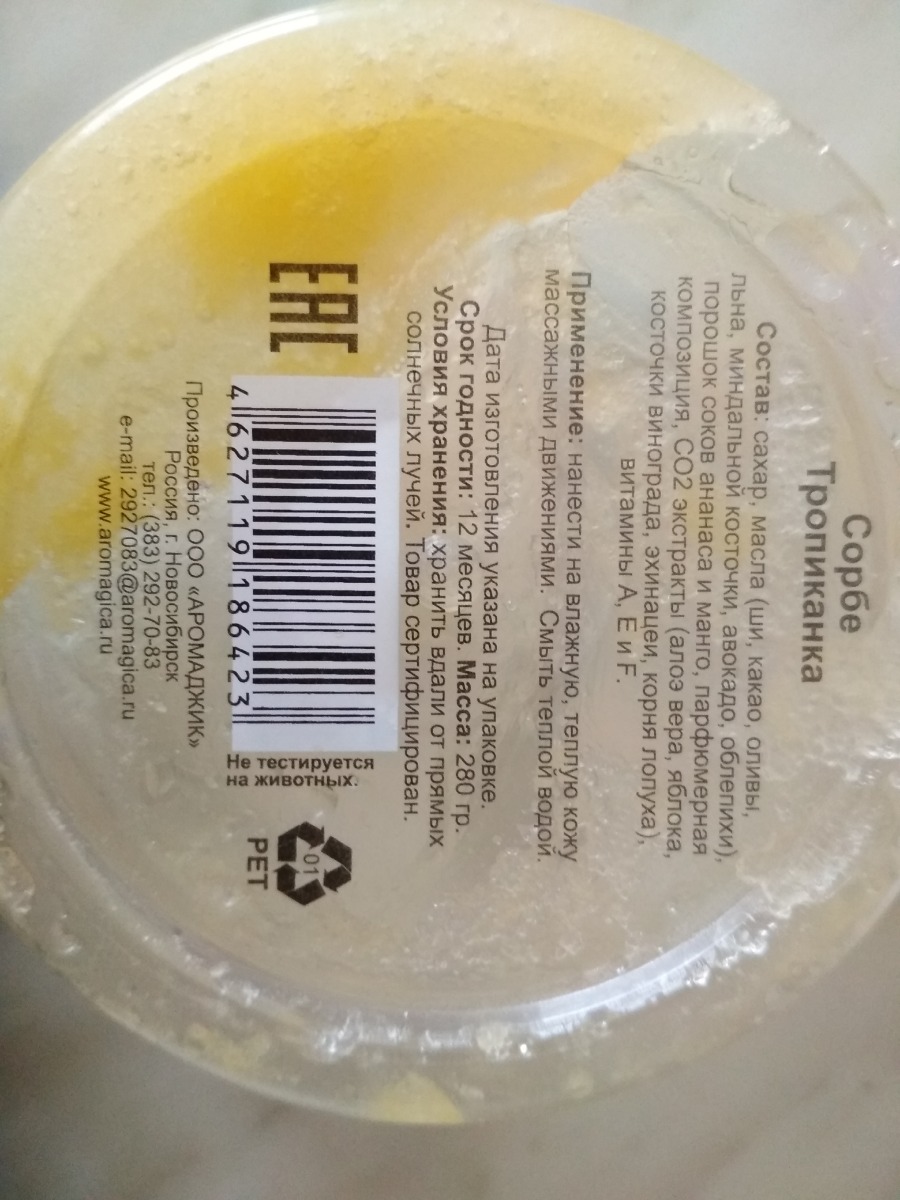 Сорбе
Тропиканка
Состав: сахар, масла (ши, какао, оливы,
льна, миндальной косточки, авокадо, облепихи),
порошок соков ананаса и манго, парфюмерная
композиция, СО2 экстракты (алоэ вера, яблока,
косточки винограда, эхинацеи, корня лопуха),
витамины А, Е и F.
Применение: нанести на влажную, теплую кожу
массажными движениями. Смыть теплой водой.
Дата изготовления указана на упаковке.
Срок годности: 12 месяцев. Масса: 280 гр.
Условия хранения: хранить вдали от прямых
солнечных лучей. Товар сертифицирован.
EAC
4 627119 186423
Не тестируется
на животных.
01
PET
Произведено: ООО «АРОМАДЖИК»
Россия, г. Новосибирск
тел.: (383) 292-70-83
e-mail: 2927083@aromagica.ru
www.aromagica.ru